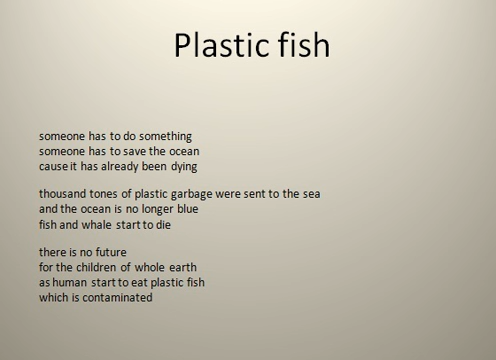 Plastic fish
someone has to do something
someone has to save the ocean
cause it has already been dying
thousand tones of plastic garbage were sent to the sea
and the ocean is no longer blue
fish and whale start to die
there is no future
for the children of whole earth
as human start to eat plastic fish
which is contaminated